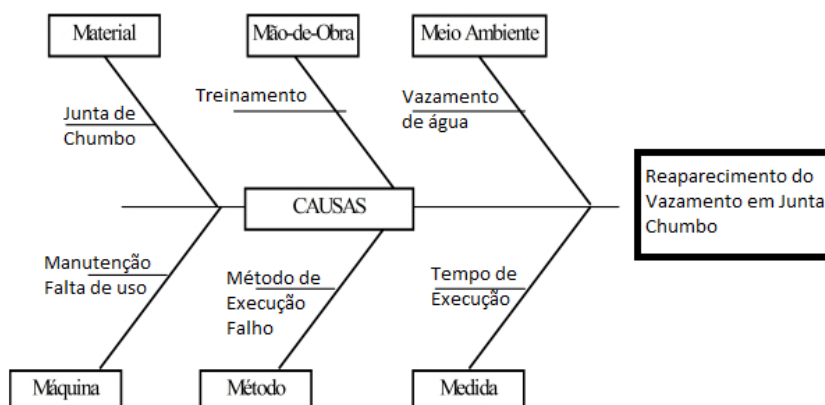 Material
Mão-de-Obra
Meio Ambiente
Junta de
Chumbo
Treinamento
Vazamento
de água
CAUSAS
Reaparecimento do
Vazamento em Junta
Chumbo
Manutenção
Falta de uso
Método de
Execução
Falho
Tempo de
Execução
Máquina
Método
Medida